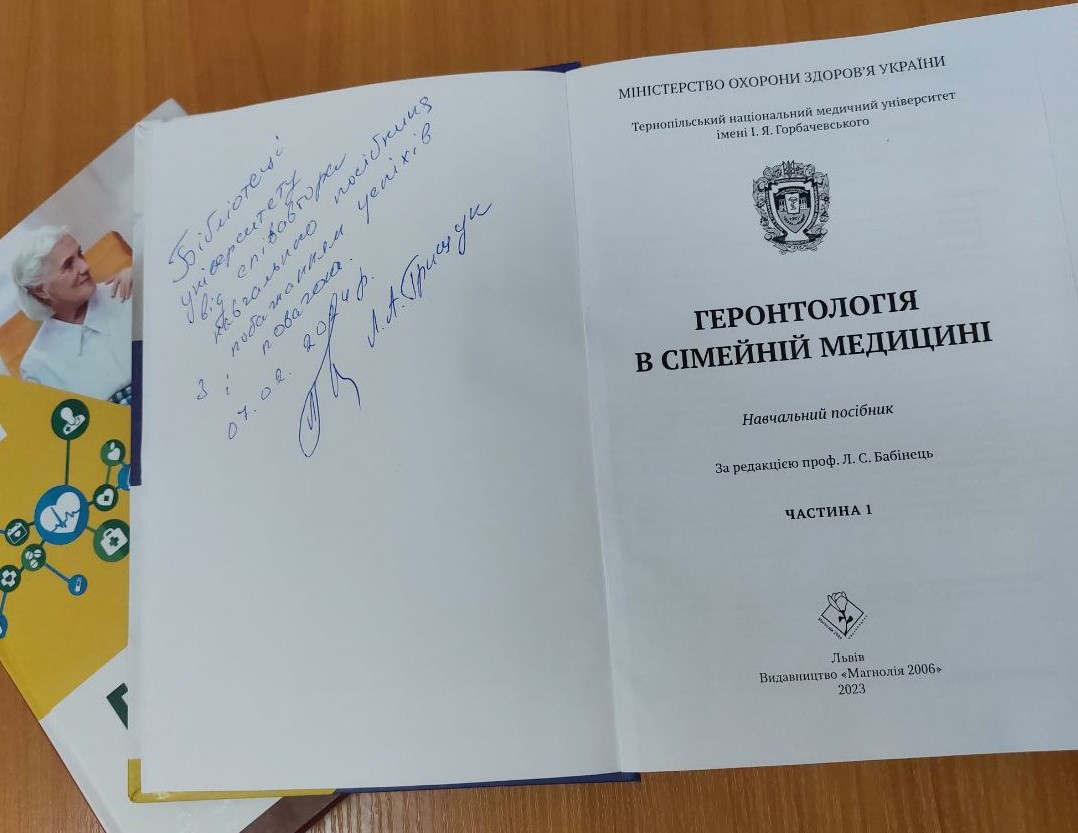 Бібліотеці
університету
від співавтора
навчального посібника
з побажанням успіхів
і повагою.
07.02.2024р.
Л.А.Грищук
МІНІСТЕРСТВО ОХОРОНИ ЗДОРОВ'Я УКРАЇНИ
Тернопільський національний медичний університет
імені І. Я. Горбачевського
ГЕРОНТОЛОГІЯ
В СІМЕЙНІЙ МЕДИЦИНІ
Навчальний посібник
За редакцією проф. Л. С. Бабінець
ЧАСТИНА 1
Львів
Видавництво «Магнолія 2006»
2023